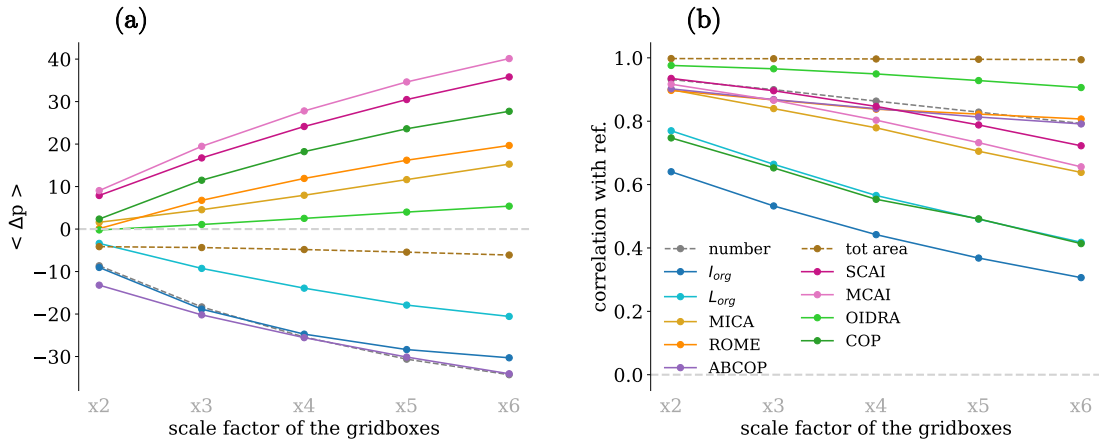 (a)
40
30
20
10
0
−10
−20
−30
< Δp >
x2 x3 x4 x5 x6
scale factor of the gridboxes
(b)
1.0
0.8
0.6
0.4
0.2
0.0
correlation with ref.
number
I_org
L_org
MICA
ROME
ABCOP
tot area
SCAI
MCAI
OIDRA
COP
x2 x3 x4 x5 x6
scale factor of the gridboxes